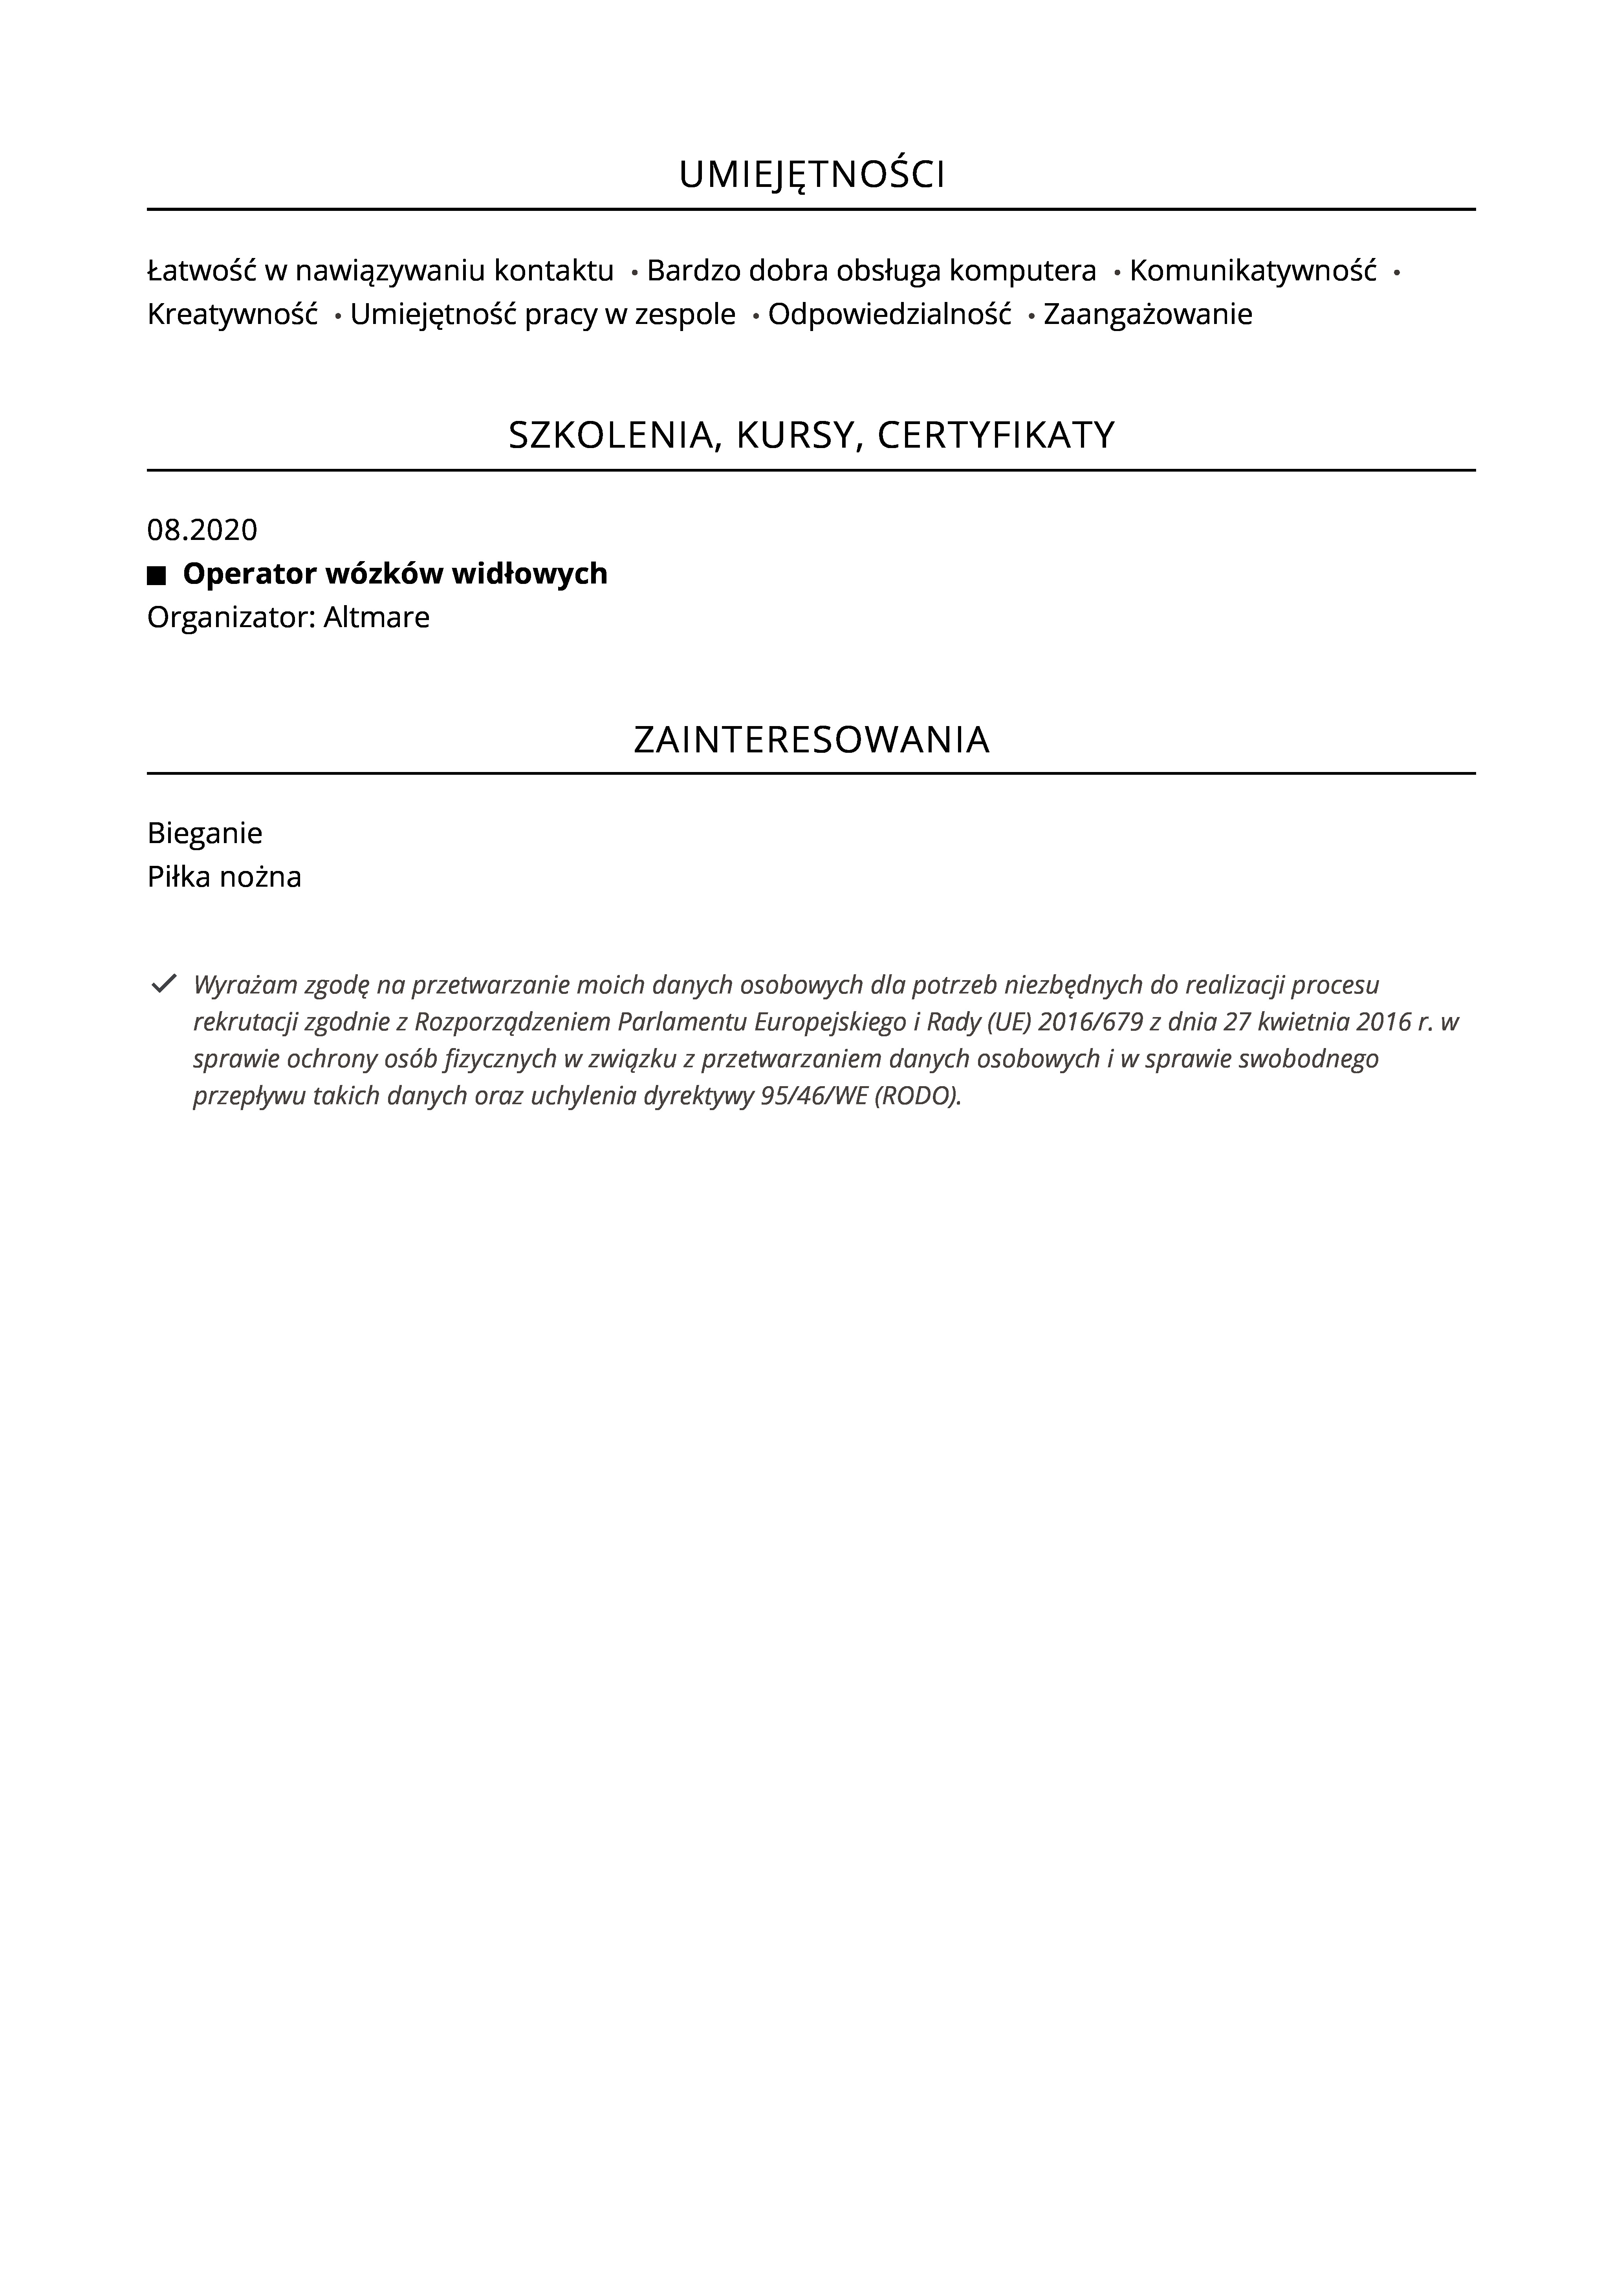 UMIEJĘTNOŚCI
Łatwość w nawiązywaniu kontaktu • Bardzo dobra obsługa komputera • Komunikatywność •
Kreatywność • Umiejętność pracy w zespole • Odpowiedzialność • Zaangażowanie
SZKOLENIA, KURSY, CERTYFIKATY
08.2020
■ Operator wózków widłowych
Organizator: Altmare
ZAINTERESOWANIA
Bieganie
Piłka nożna
✓ Wyrażam zgodę na przetwarzanie moich danych osobowych dla potrzeb niezbędnych do realizacji procesu
rekrutacji zgodnie z Rozporządzeniem Parlamentu Europejskiego i Rady (UE) 2016/679 z dnia 27 kwietnia 2016 r. w
sprawie ochrony osób fizycznych w związku z przetwarzaniem danych osobowych i w sprawie swobodnego
przepływu takich danych oraz uchylenia dyrektywy 95/46/WE (RODO).